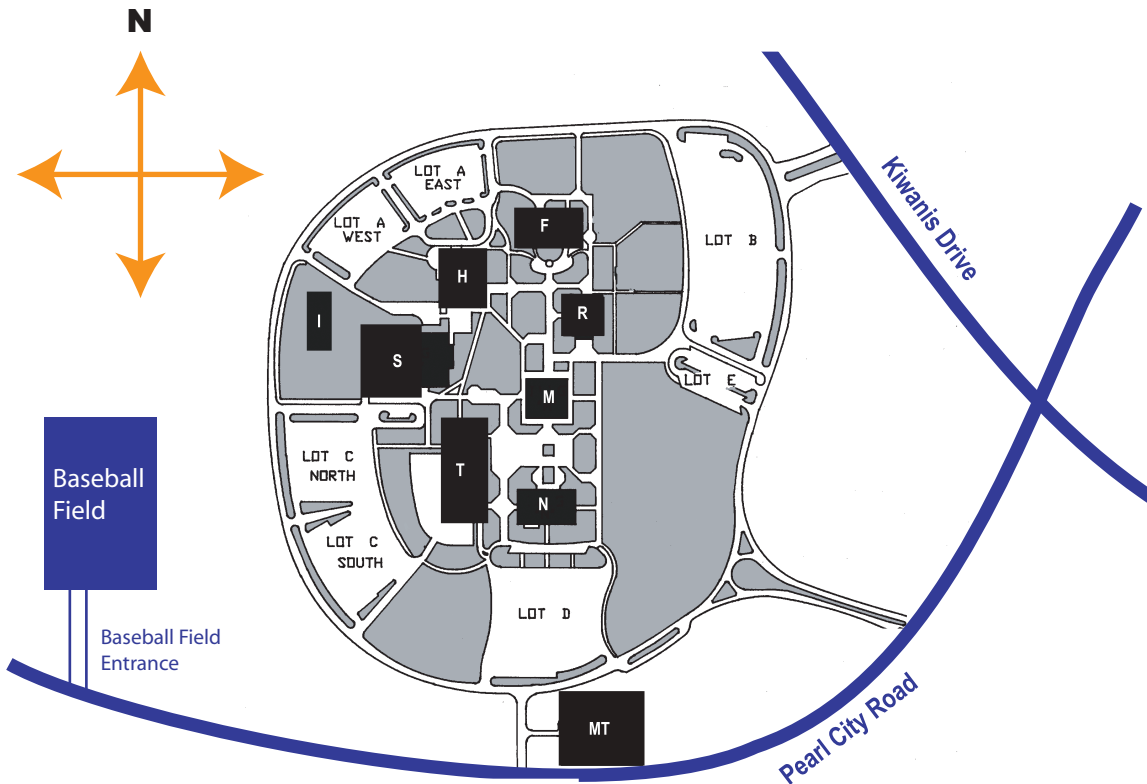 N
LOT A
EAST
LOT A
WEST
F
Kiwanis Drive
LOT B
H
I
R
S
LOT E
M
Baseball
Field
LOT C
NORTH
T
N
LOT C
SOUTH
LOT D
Baseball Field
Entrance
MT
Pearl City Road